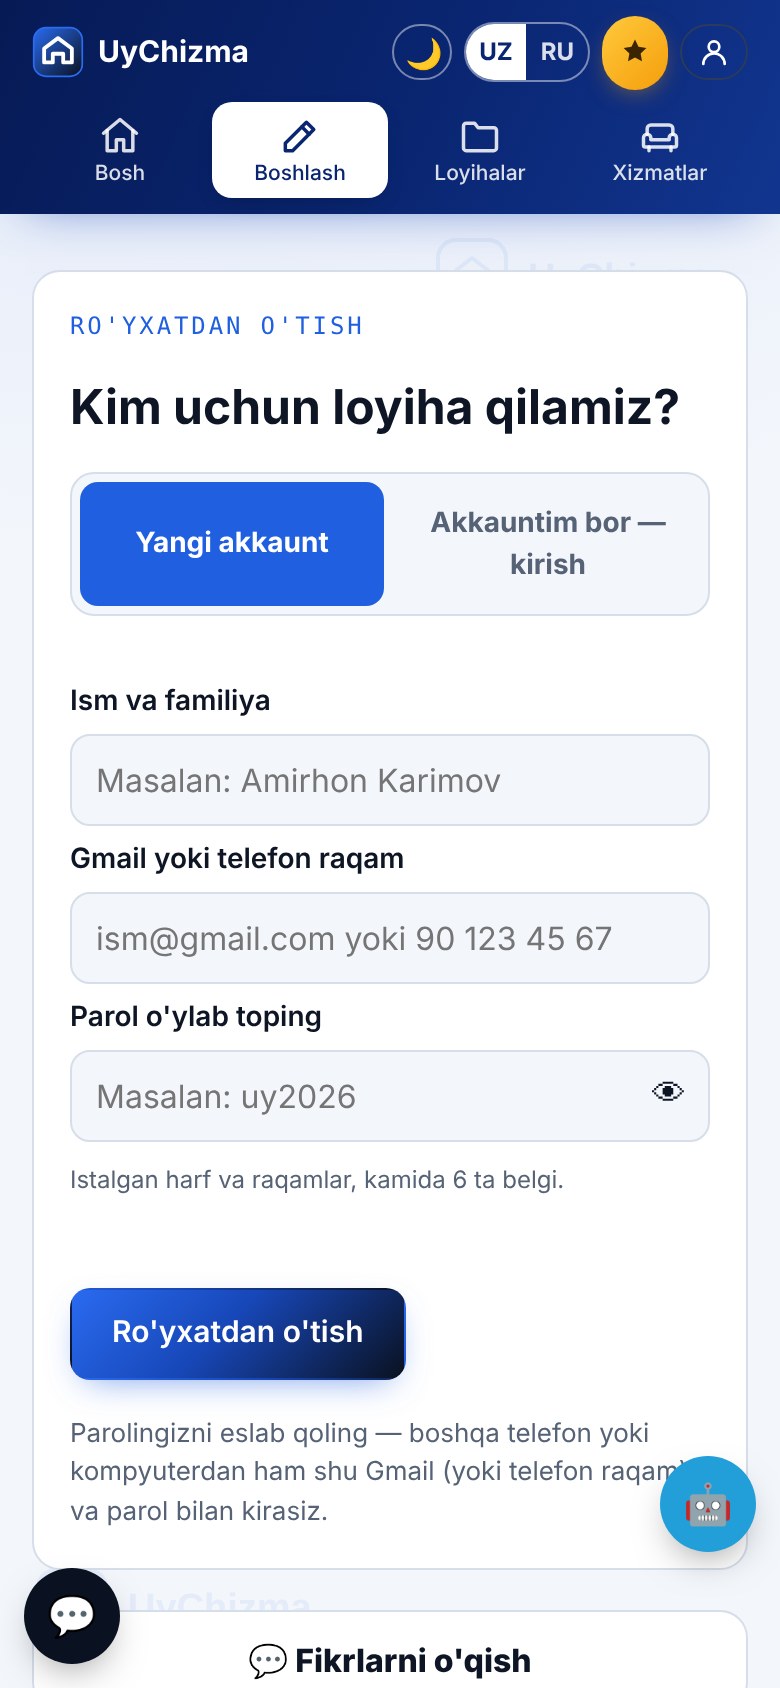 UyChizma
UZ RU
Bosh Boshlash Loyihalar Xizmatlar
RO'YXATDAN O'TISH
Kim uchun loyiha qilamiz?
Yangi akkaunt
Akkauntim bor —
kirish
Ism va familiya
Masalan: Amirhon Karimov
Gmail yoki telefon raqam
ism@gmail.com yoki 90 123 45 67
Parol o'ylab toping
Masalan: uy2026
Istalgan harf va raqamlar, kamida 6 ta belgi.
Ro'yxatdan o'tish
Parolingizni eslab qoling — boshqa telefon yoki
kompyuterdan ham shu Gmail (yoki telefon raqam)
va parol bilan kirasiz.
UyChizma
Fikrlarni o'qish